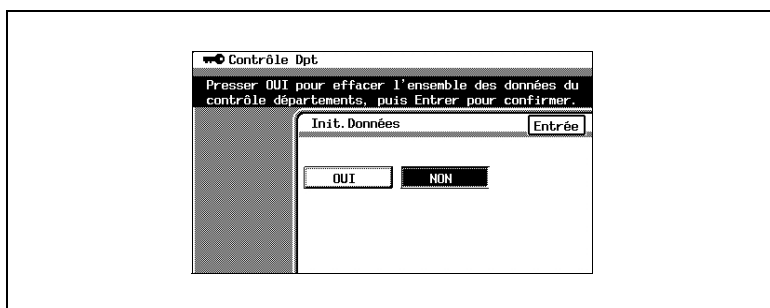 Contrôle Dpt
Presser OUI pour effacer l'ensemble des données du
contrôle départements, puis Entrer pour confirmer.
Init.Données
Entrée
OUI
NON